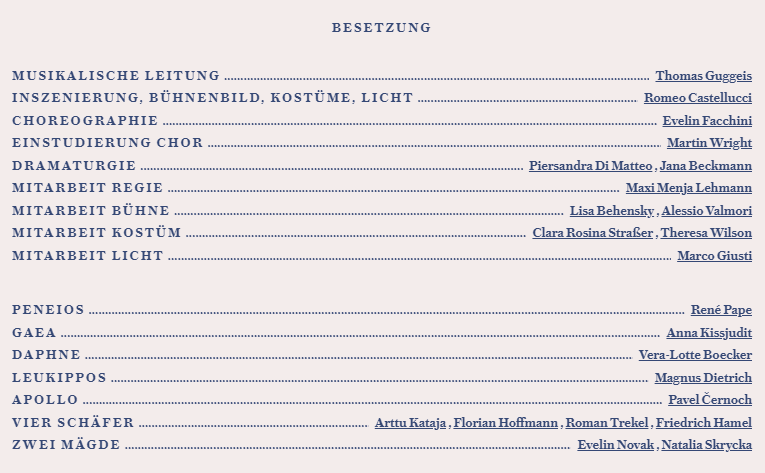 BESETZUNG
MUSIKALISCHE LEITUNG Thomas Guggeis
INSZENIERUNG, BÜHNENBILD, KOSTÜME, LICHT Romeo Castellucci
CHOREOGRAPHIE Evelin Facchini
EINSTUDIERUNG CHOR Martin Wright
DRAMATURGIE Piersandra Di Matteo , Jana Beckmann
MITARBEIT REGIE Maxi Menja Lehmann
MITARBEIT BÜHNE Lisa Behensky , Alessio Valmori
MITARBEIT KOSTÜM Clara Rosina Straßer , Theresa Wilson
MITARBEIT LICHT Marco Giusti
PENEIOS René Pape
GAEA Anna Kissjudit
DAPHNE Vera-Lotte Boecker
LEUKIPPOS Magnus Dietrich
APOLLO Pavel Černoch
VIER SCHÄFER Arttu Kataja , Florian Hoffmann , Roman Trekel , Friedrich Hamel
ZWEI MÄGDE Evelin Novak , Natalia Skrycka